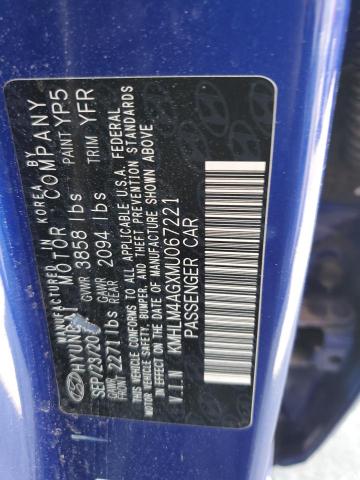 MANUFACTURED IN KOREA BY
HYUNDAI MOTOR COMPANY
SEP/23/20 GVWR 3858 lbs PAINT YP5
GAWR FRONT 2271 lbs GAWR REAR 2094 lbs TRIM YFR
THIS VEHICLE CONFORMS TO ALL APPLICABLE U.S.A. FEDERAL
MOTOR VEHICLE SAFETY, BUMPER, AND THEFT PREVENTION
STANDARDS IN EFFECT ON THE DATE OF MANUFACTURE SHOWN ABOVE.
V.I.N KMHLM4AGXMU067221
PASSENGER CAR